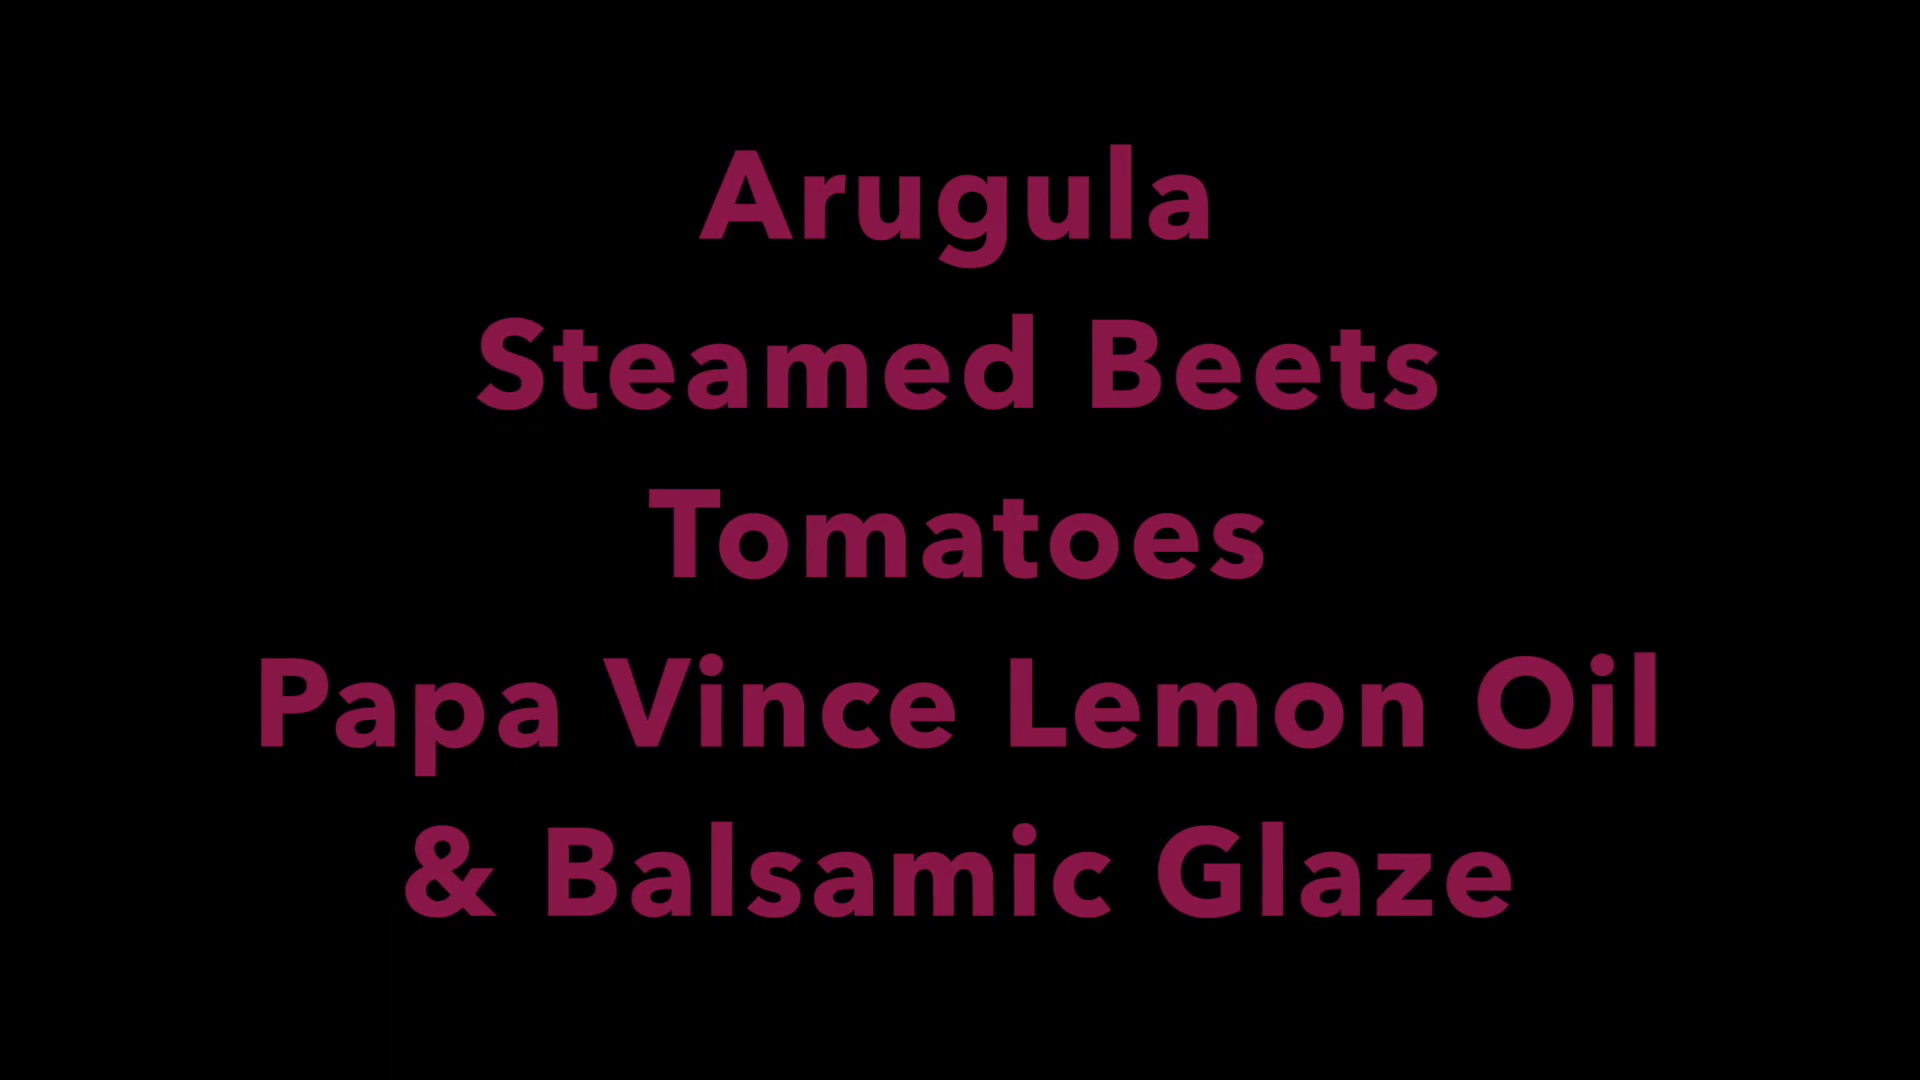 Arugula
Steamed Beets
Tomatoes
Papa Vince Lemon Oil
& Balsamic Glaze